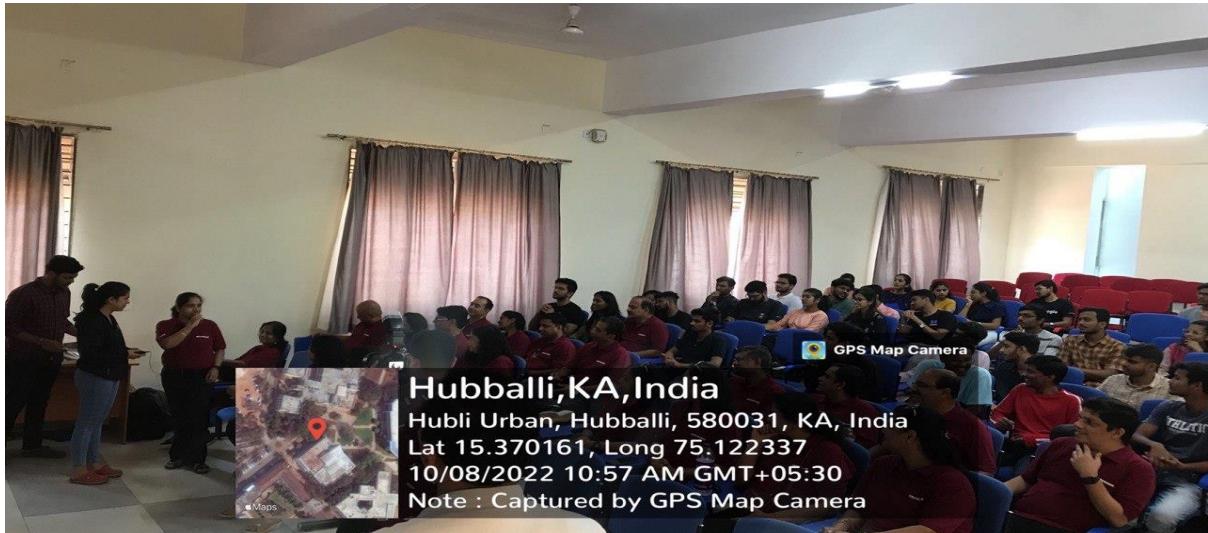 GPS Map Camera
Hubballi,KA,India
Hubli Urban, Hubballi, 580031, KA, India
Lat 15.370161, Long 75.122337
10/08/2022 10:57 AM GMT+05:30
Note : Captured by GPS Map Camera
Maps